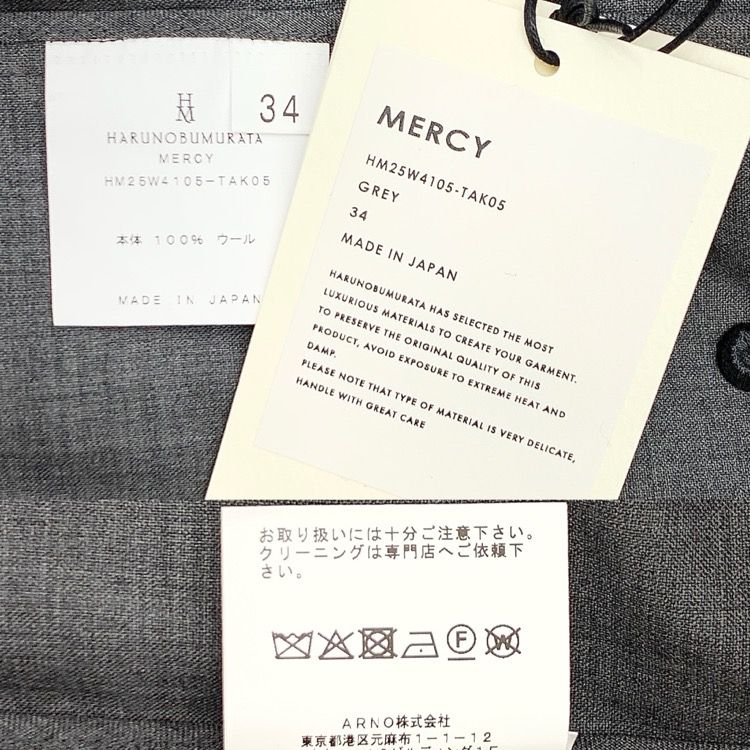 HM
34
HARUNOBUMURATA
MERCY
HM25W4105-TAK05
本体 100% ウール
MADE IN JAPAN
MERCY
HM25W4105-TAK05
GREY
34
MADE IN JAPAN
HARUNOBUMURATA HAS SELECTED THE MOST
LUXURIOUS MATERIALS TO CREATE YOUR GARMENT.
TO PRESERVE THE ORIGINAL QUALITY OF THIS
PRODUCT, AVOID EXPOSURE TO EXTREME HEAT AND
DAMP.
PLEASE NOTE THAT TYPE OF MATERIAL IS VERY DELICATE,
HANDLE WITH GREAT CARE
お取り扱いには十分ご注意下さい。
クリーニングは専門店へご依頼下
さい。
F W
ARNO株式会社
東京都港区元麻布1-1-12